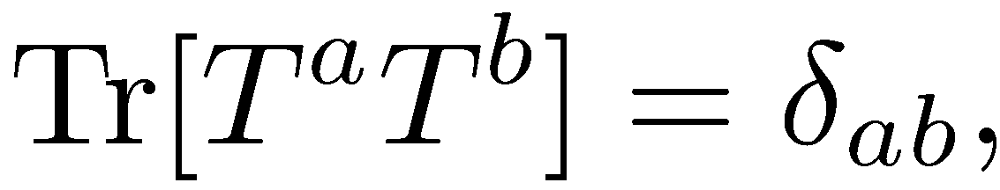 Tr[T^a T^b] = δ_{ab},